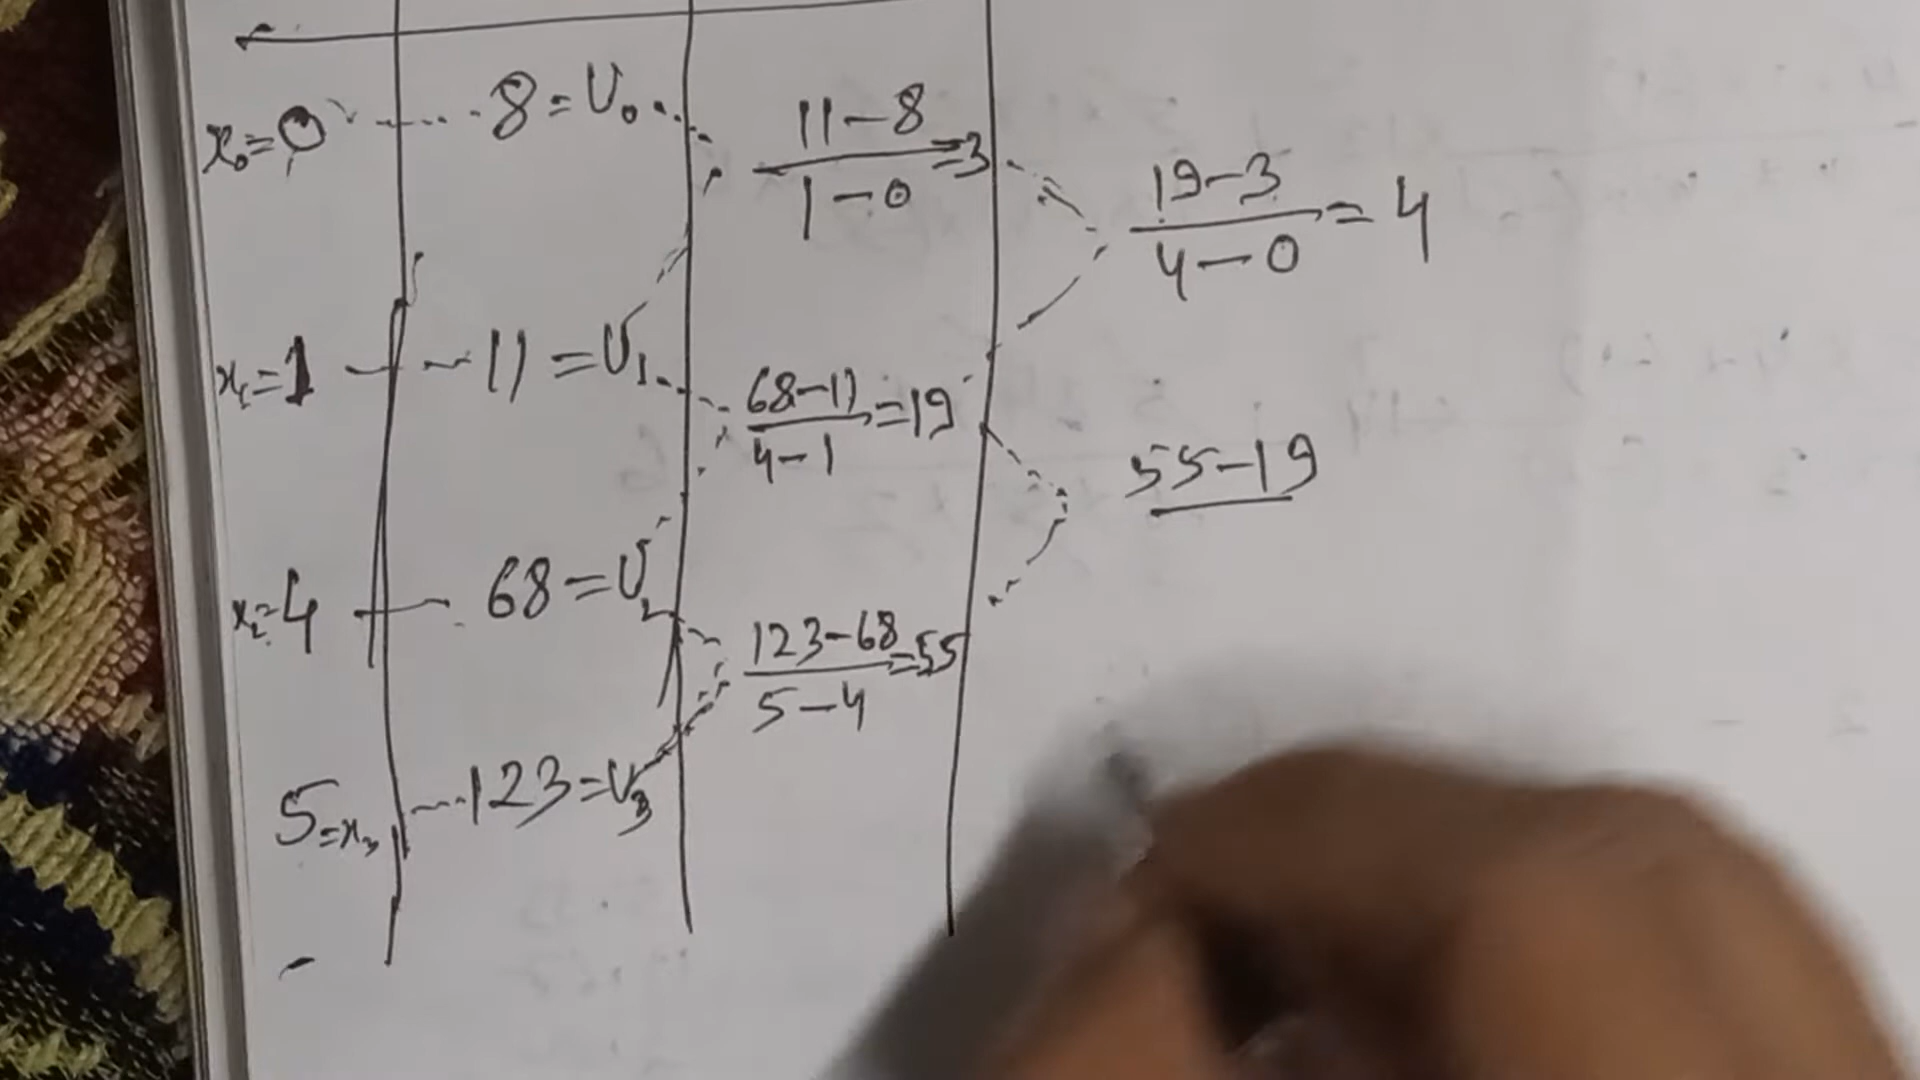 x₀=0 8=U₀ 11-8/1-0=3 19-3/4-0=4
x₁=1 11=U₁ 68-11/4-1=19 55-19
x₂=4 68=U₂ 123-68/5-4=55
5=x₃ 123=U₃